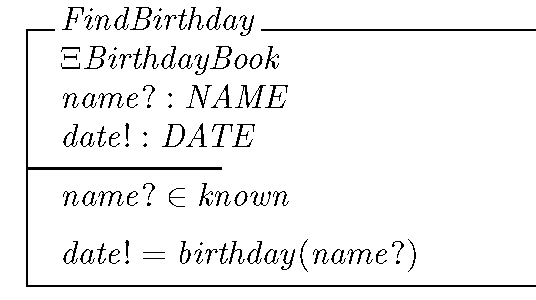 FindBirthday
ΞBirthdayBook
name? : NAME
date! : DATE
name? ∈ known
date! = birthday(name?)